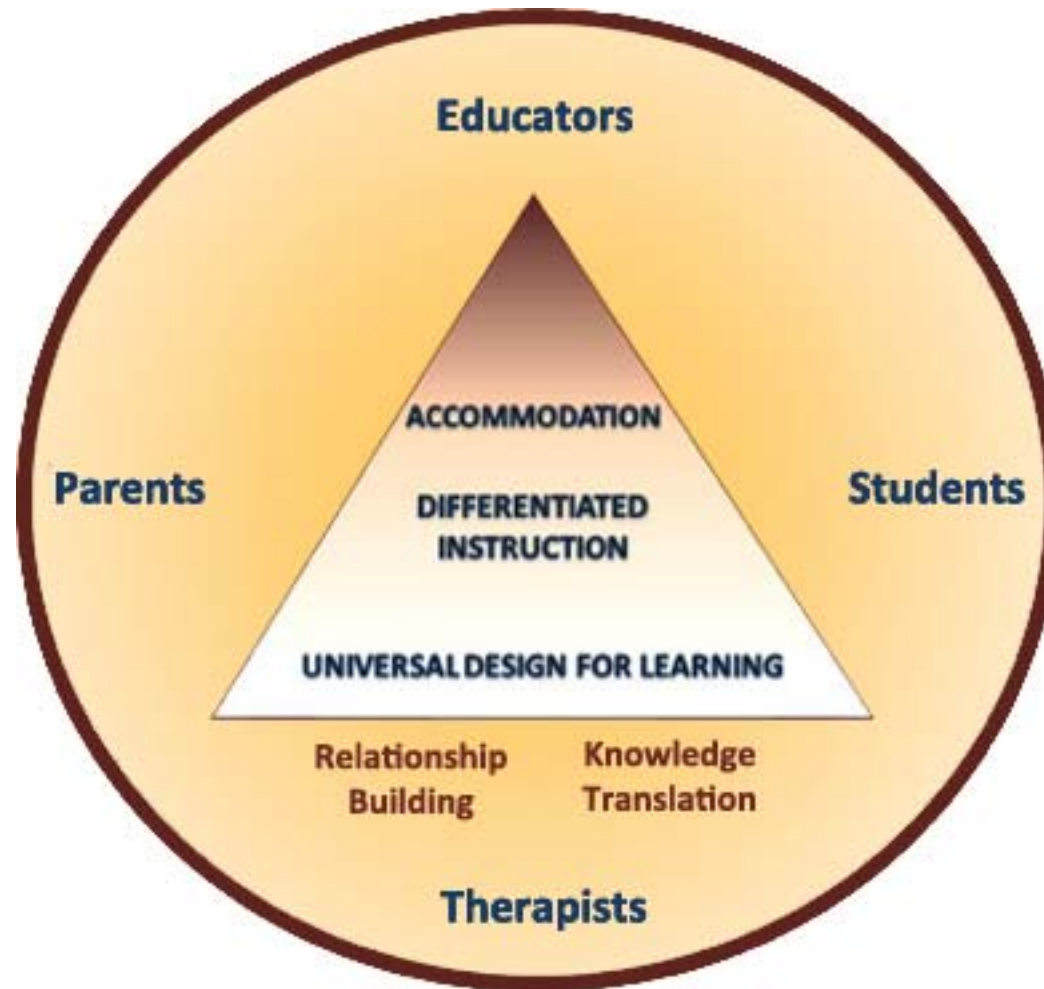 Educators
ACCOMMODATION
Parents
Students
DIFFERENTIATED
INSTRUCTION
UNIVERSAL DESIGN FOR LEARNING
Relationship
Building
Knowledge
Translation
Therapists